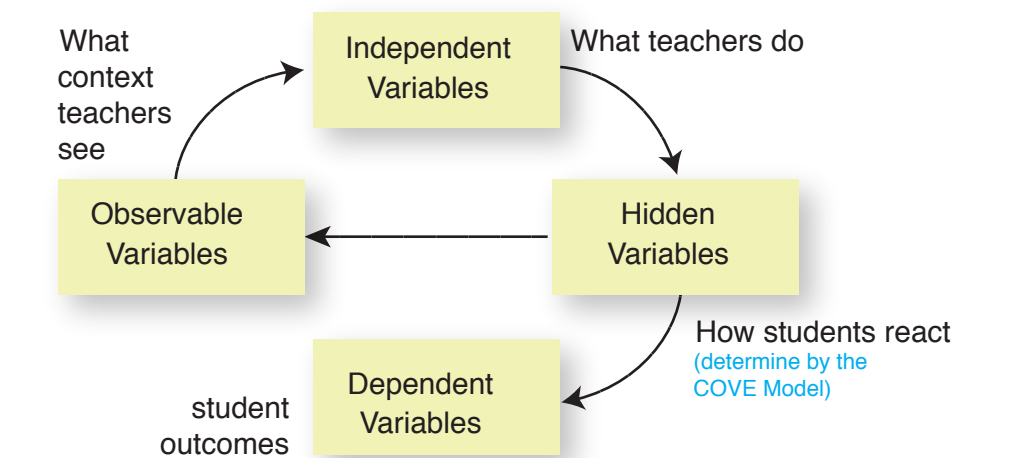 What
context
teachers
see
Independent
Variables
What teachers do
Observable
Variables
Hidden
Variables
How students react
(determine by the
COVE Model)
Dependent
Variables
student
outcomes